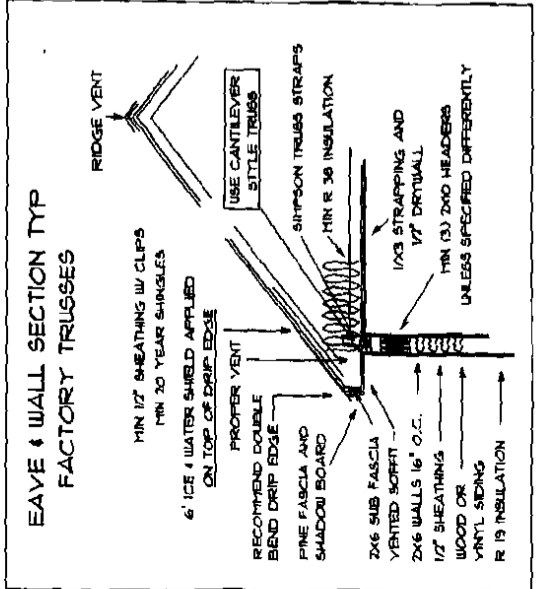 EAVE & WALL SECTION TYP
FACTORY TRUSSES
RIDGE VENT
MIN 1/2" SHEATHING W/ CLIPS
MIN 20 YEAR SHINGLES
6' ICE & WATER SHIELD APPLIED
ON TOP OF DRIP EDGE
PROPER VENT
RECOMMEND DOUBLE
BEND DRIP EDGE
PINE FASCIA AND
SHADOW BOARD
2X6 SUB FASCIA
VENTED SOFFIT
2X6 WALLS 16" O.C.
1/2" SHEATHING
WOOD OR
VINYL SIDING
R 19 INSULATION
USE CANTILEVER
STYLE TRUSS
SIMPSON TRUSS STRAPS
MIN R 38 INSULATION
1X3 STRAPPING AND
1/2" DRYWALL
MIN (3) 2X10 HEADERS
UNLESS SPECIFIED DIFFERENTLY